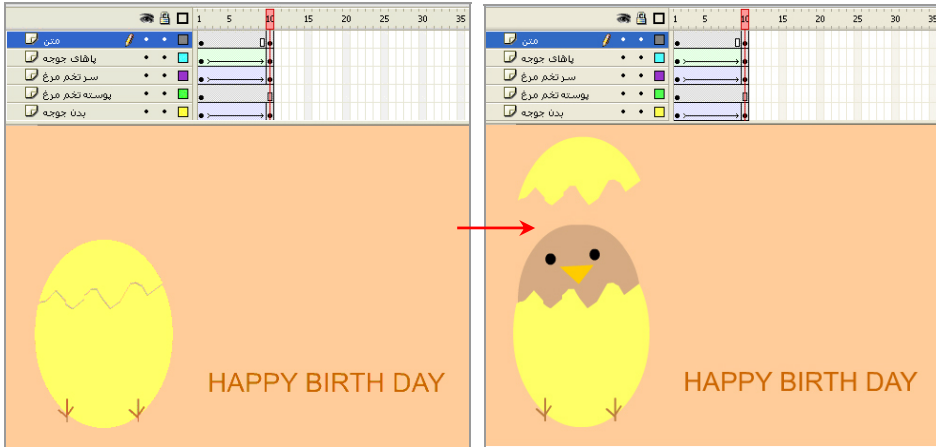 1 5 10 15 20 25 30 35
متن
پاهای جوجه
سر تخم مرغ
پوسته تخم مرغ
بدن جوجه
HAPPY BIRTH DAY
1 5 10 15 20 25 30 35
متن
پاهای جوجه
سر تخم مرغ
پوسته تخم مرغ
بدن جوجه
HAPPY BIRTH DAY